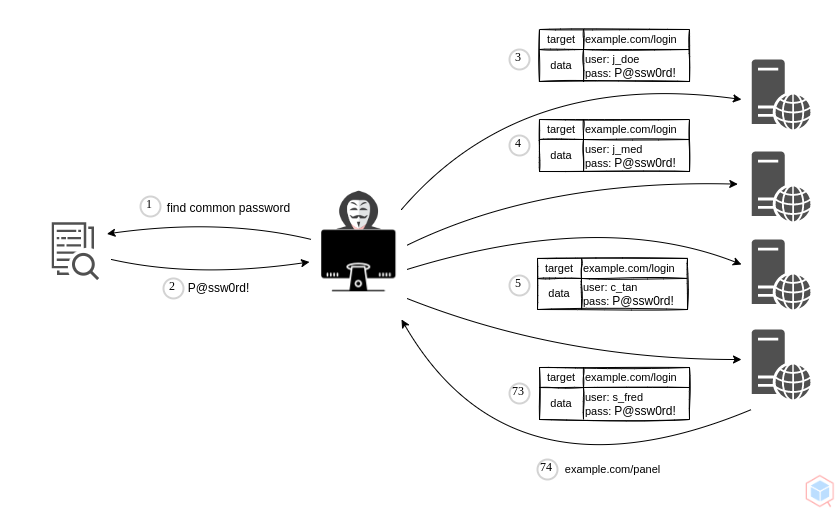 3
target example.com/login
data user: j_doe
pass: P@ssw0rd!
4
target example.com/login
data user: j_med
pass: P@ssw0rd!
1 find common password
2 P@ssw0rd!
5
target example.com/login
data user: c_tan
pass: P@ssw0rd!
73
target example.com/login
data user: s_fred
pass: P@ssw0rd!
74 example.com/panel